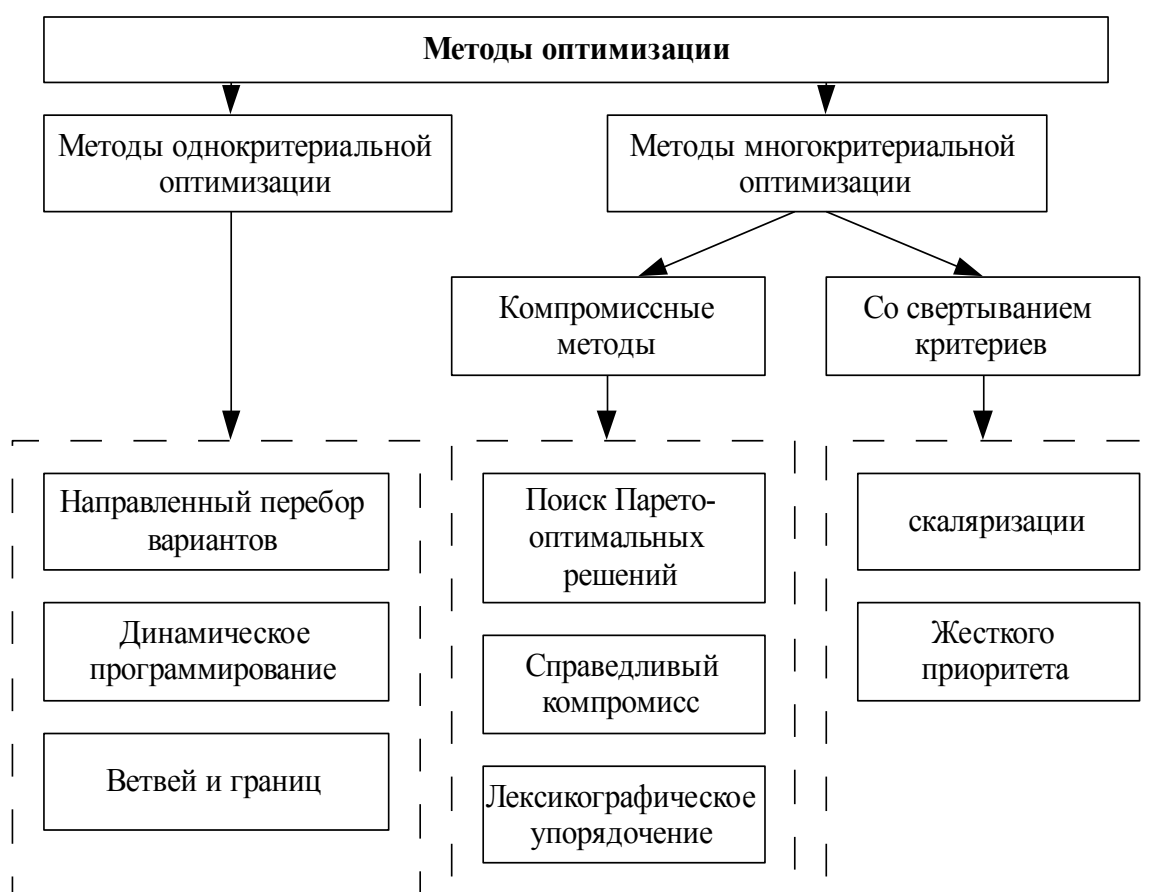 Методы оптимизации
Методы однокритериальной
оптимизации
Методы многокритериальной
оптимизации
Компромиссные
методы
Со свертыванием
критериев
Направленный перебор
вариантов
Динамическое
программирование
Ветвей и границ
Поиск Парето-
оптимальных
решений
Справедливый
компромисс
Лексикографическое
упорядочение
скаляризации
Жесткого
приоритета